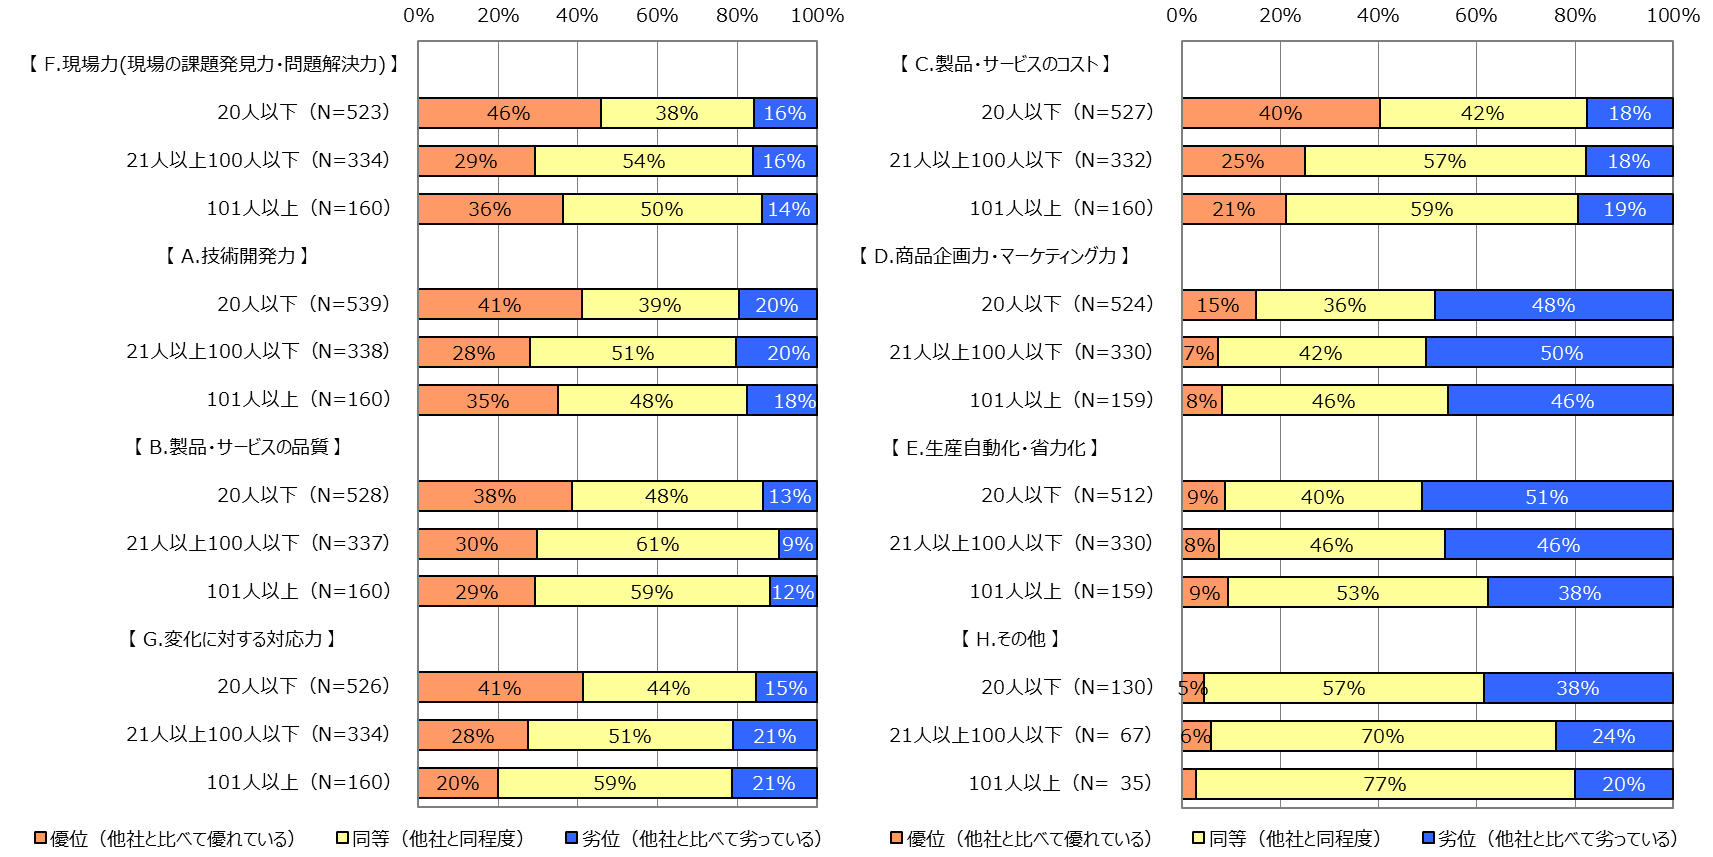 0% 20% 40% 60% 80% 100%
【 F.現場力(現場の課題発見力・問題解決力) 】
20人以下（N=523） 46% 38% 16%
21人以上100人以下（N=334） 29% 54% 16%
101人以上（N=160） 36% 50% 14%
【 A.技術開発力 】
20人以下（N=539） 41% 39% 20%
21人以上100人以下（N=338） 28% 51% 20%
101人以上（N=160） 35% 48% 18%
【 B.製品・サービスの品質 】
20人以下（N=528） 38% 48% 13%
21人以上100人以下（N=337） 30% 61% 9%
101人以上（N=160） 29% 59% 12%
【 G.変化に対する対応力 】
20人以下（N=526） 41% 44% 15%
21人以上100人以下（N=334） 28% 51% 21%
101人以上（N=160） 20% 59% 21%
優位（他社と比べて優れている） 同等（他社と同程度） 劣位（他社と比べて劣っている）
0% 20% 40% 60% 80% 100%
【 C.製品・サービスのコスト 】
20人以下（N=527） 40% 42% 18%
21人以上100人以下（N=332） 25% 57% 18%
101人以上（N=160） 21% 59% 19%
【 D.商品企画力・マーケティング力 】
20人以下（N=524） 15% 36% 48%
21人以上100人以下（N=330） 7% 42% 50%
101人以上（N=159） 8% 46% 46%
【 E.生産自動化・省力化 】
20人以下（N=512） 9% 40% 51%
21人以上100人以下（N=330） 8% 46% 46%
101人以上（N=159） 9% 53% 38%
【 H.その他 】
20人以下（N=130） 5% 57% 38%
21人以上100人以下（N= 67） 6% 70% 24%
101人以上（N= 35） 77% 20%
優位（他社と比べて優れている） 同等（他社と同程度） 劣位（他社と比べて劣っている）